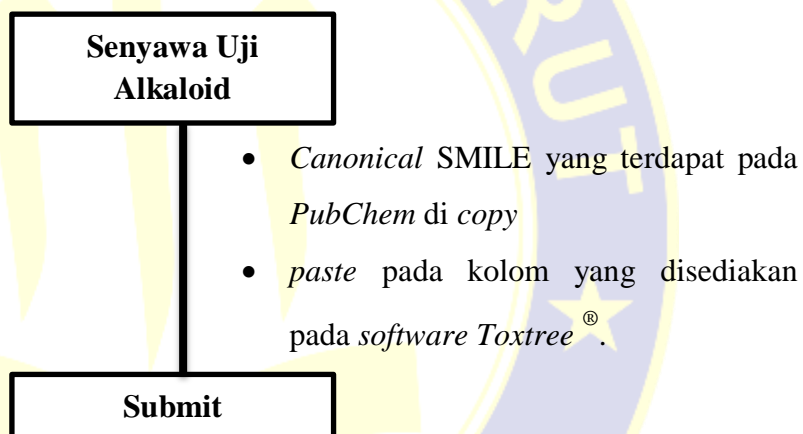 Senyawa Uji
Alkaloid
• Canonical SMILE yang terdapat pada
PubChem di copy
• paste pada kolom yang disediakan
pada software Toxtree ®.
Submit
RUT